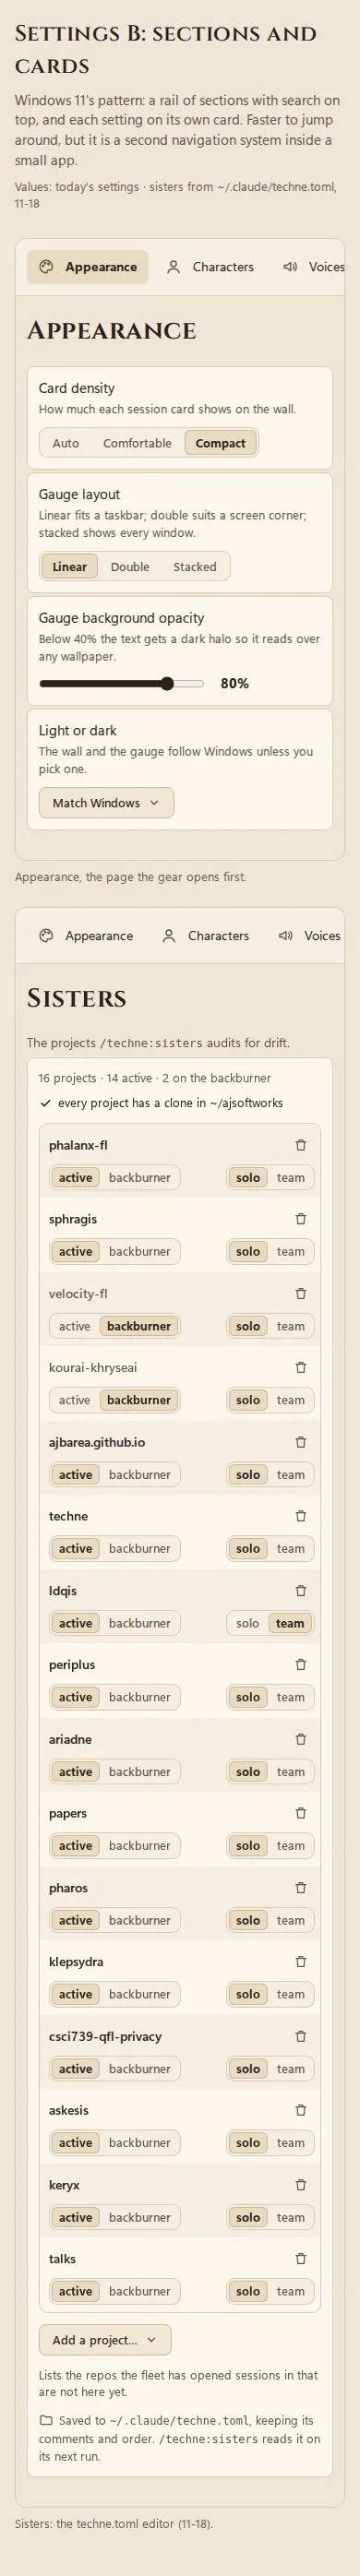 Settings B: sections and
cards
Windows 11's pattern: a rail of sections with search on
top, and each setting on its own card. Faster to jump
around, but it is a second navigation system inside a
small app.
Values: today's settings · sisters from ~/.claude/techne.toml,
11-18
Appearance Characters Voices
Appearance
Card density
How much each session card shows on the wall.
Auto Comfortable Compact
Gauge layout
Linear fits a taskbar; double suits a screen corner;
stacked shows every window.
Linear Double Stacked
Gauge background opacity
Below 40% the text gets a dark halo so it reads over
any wallpaper.
80%
Light or dark
The wall and the gauge follow Windows unless you
pick one.
Match Windows
Appearance, the page the gear opens first.
Appearance Characters Voices
Sisters
The projects /techne:sisters audits for drift.
16 projects · 14 active · 2 on the backburner
every project has a clone in ~/ajsoftworks
phalanx-fl
active backburner solo team
sphragis
active backburner solo team
velocity-fl
active backburner solo team
kourai-khryseai
active backburner solo team
ajbarea.github.io
active backburner solo team
techne
active backburner solo team
ldqis
active backburner solo team
periplus
active backburner solo team
ariadne
active backburner solo team
papers
active backburner solo team
pharos
active backburner solo team
klepsydra
active backburner solo team
csci739-qfl-privacy
active backburner solo team
askesis
active backburner solo team
keryx
active backburner solo team
talks
active backburner solo team
Add a project...
Lists the repos the fleet has opened sessions in that
are not here yet.
Saved to ~/.claude/techne.toml, keeping its
comments and order. /techne:sisters reads it on
its next run.
Sisters: the techne.toml editor (11-18).